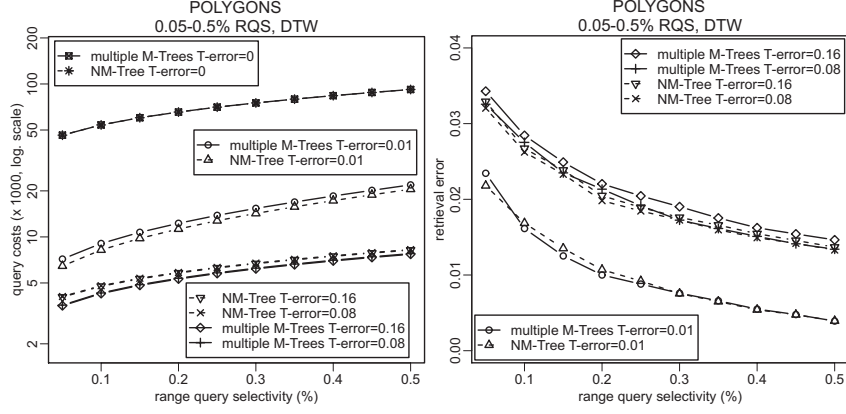 POLYGONS
0.05-0.5% RQS, DTW
query costs (x 1000, log. scale)
200
100
50
20
10
5
2
multiple M-Trees T-error=0
NM-Tree T-error=0
multiple M-Trees T-error=0.01
NM-Tree T-error=0.01
NM-Tree T-error=0.16
NM-Tree T-error=0.08
multiple M-Trees T-error=0.16
multiple M-Trees T-error=0.08
0.1 0.2 0.3 0.4 0.5
range query selectivity (%)
POLYGONS
0.05-0.5% RQS, DTW
retrieval error
0.04
0.03
0.02
0.01
0.00
multiple M-Trees T-error=0.16
multiple M-Trees T-error=0.08
NM-Tree T-error=0.16
NM-Tree T-error=0.08
multiple M-Trees T-error=0.01
NM-Tree T-error=0.01
0.1 0.2 0.3 0.4 0.5
range query selectivity (%)